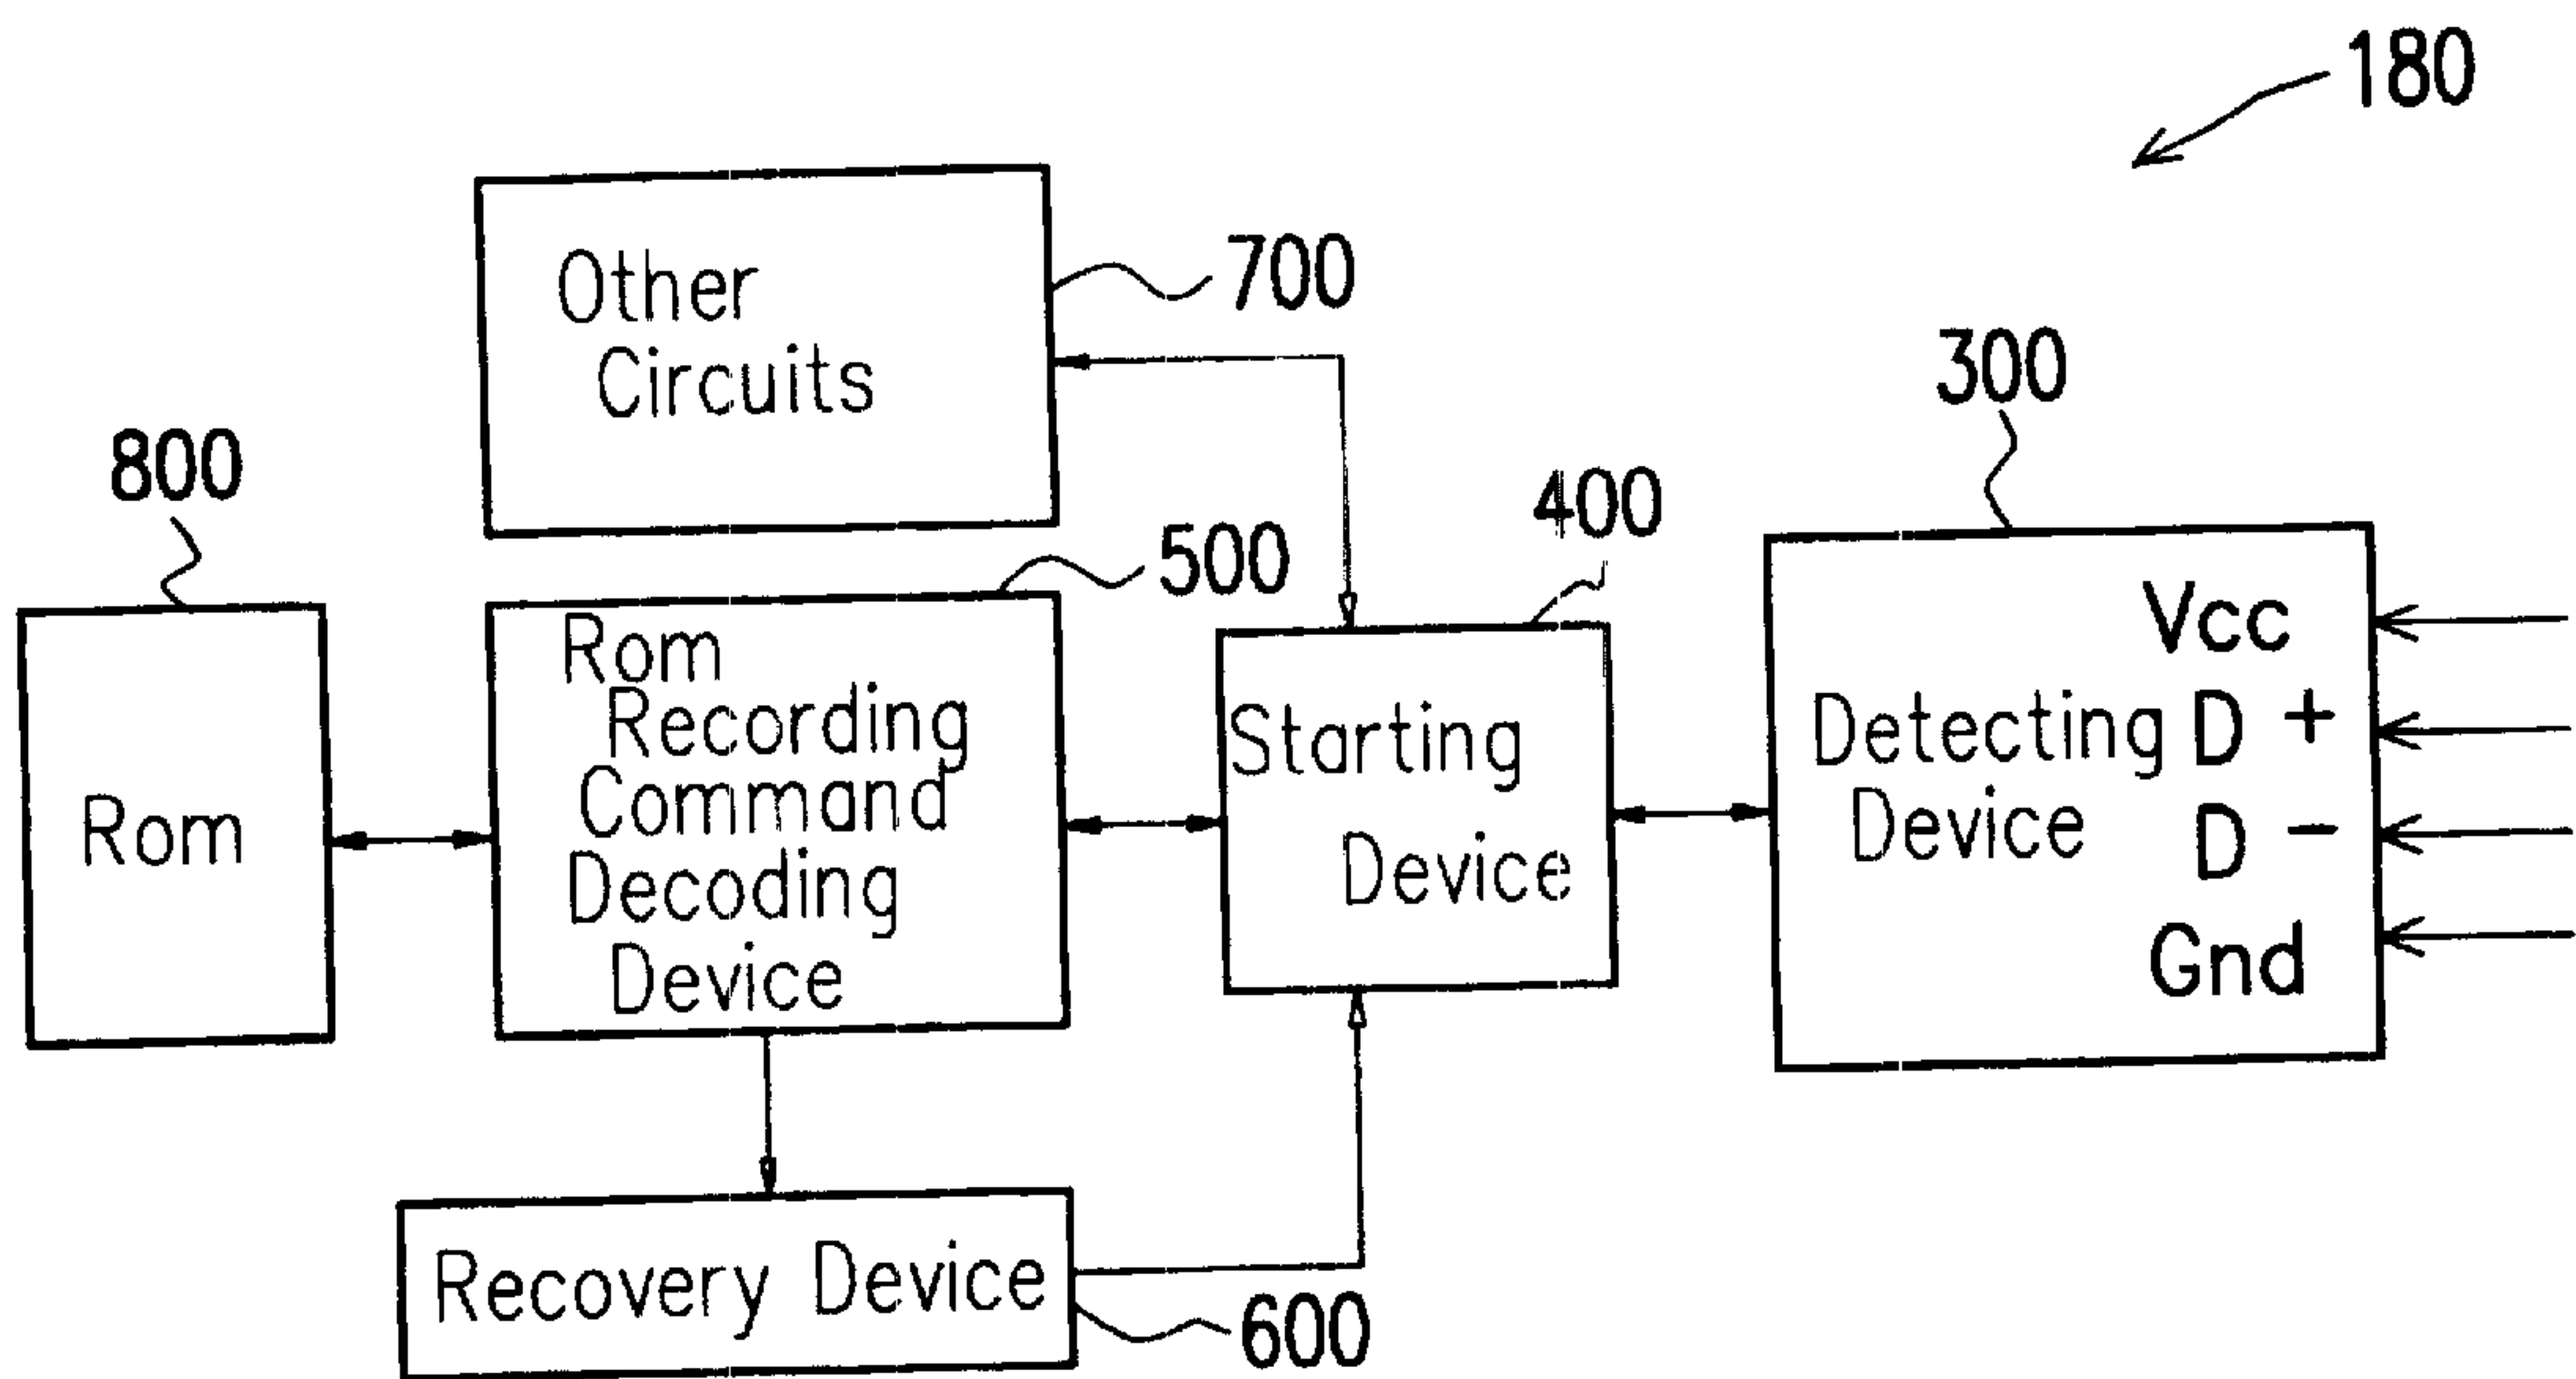 180
Other
Circuits
700
300
800
400
500
Rom
Rom
Recording
Command
Decoding
Device
Starting
Device
Detecting
Device
Vcc
D +
D -
Gnd
Recovery Device
600